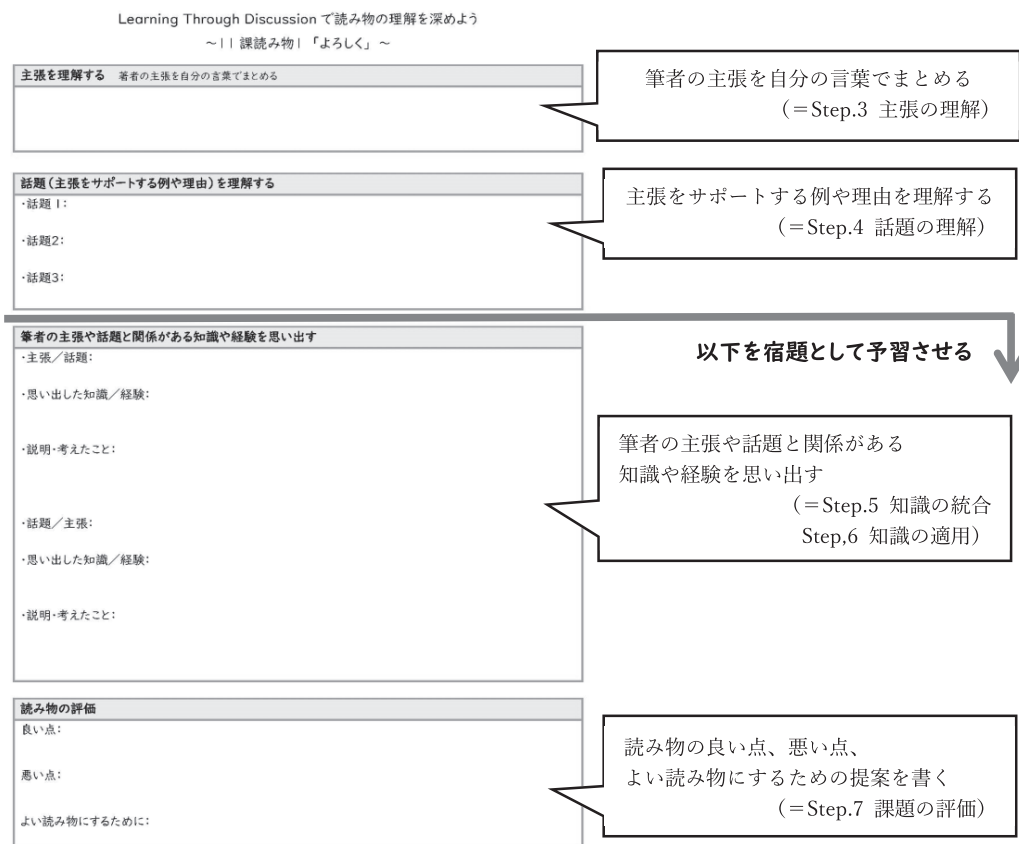 Learning Through Discussion で読み物の理解を深めよう
～11 課読み物1「よろしく」～
主張を理解する 著者の主張を自分の言葉でまとめる
筆者の主張を自分の言葉でまとめる
（＝Step.3 主張の理解）
話題（主張をサポートする例や理由）を理解する
・話題1：
・話題2：
・話題3：
主張をサポートする例や理由を理解する
（＝Step.4 話題の理解）
以下を宿題として予習させる
筆者の主張や話題と関係がある知識や経験を思い出す
・主張／話題：
・思い出した知識／経験：
・説明・考えたこと：
・話題／主張：
・思い出した知識／経験：
・説明・考えたこと：
筆者の主張や話題と関係がある
知識や経験を思い出す
（＝Step.5 知識の統合
Step,6 知識の適用）
読み物の評価
良い点：
悪い点：
よい読み物にするために：
読み物の良い点、悪い点、
よい読み物にするための提案を書く
（＝Step.7 課題の評価）